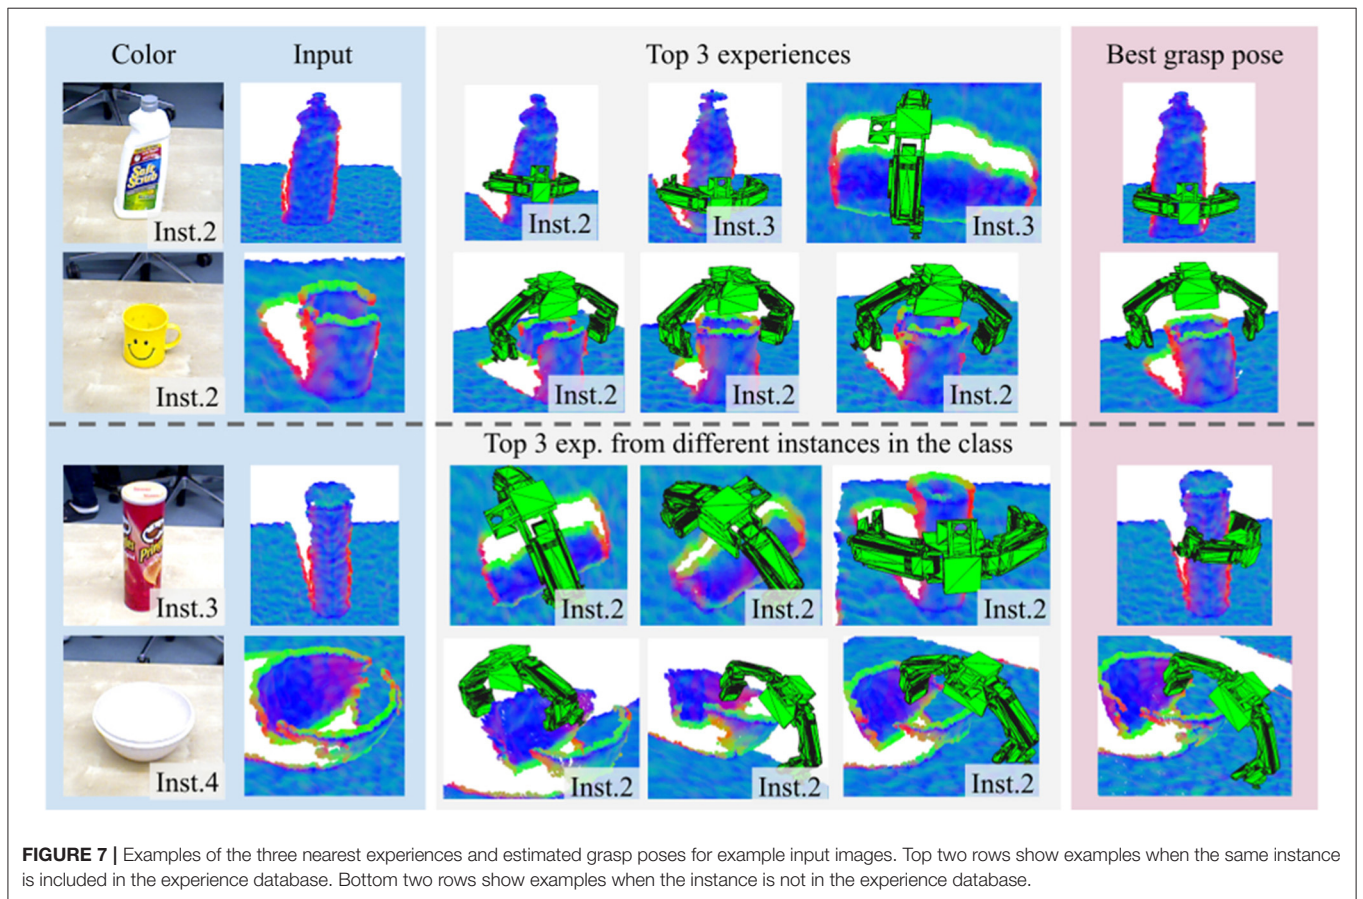 Color
Input
Top 3 experiences
Best grasp pose
Soft
Scrub
Inst.2
Inst.2
Inst.3
Inst.3
Inst.2
Inst.2
Inst.2
Inst.2
Top 3 exp. from different instances in the class
Inst.3
Inst.2
Inst.2
Inst.2
Inst.4
Inst.2
Inst.2
Inst.2
FIGURE 7 | Examples of the three nearest experiences and estimated grasp poses for example input images. Top two rows show examples when the same instance
is included in the experience database. Bottom two rows show examples when the instance is not in the experience database.